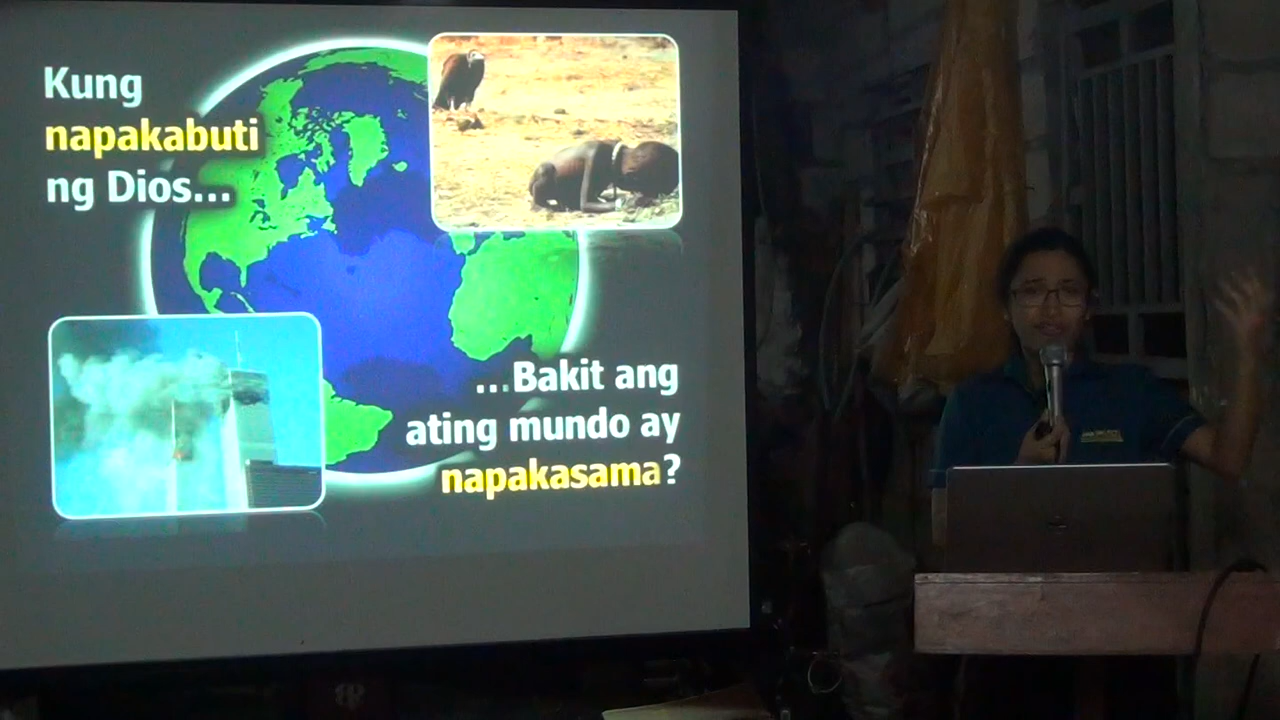 Kung
napakabuti
ng Dios...
...Bakit ang
ating mundo ay
napakasama?